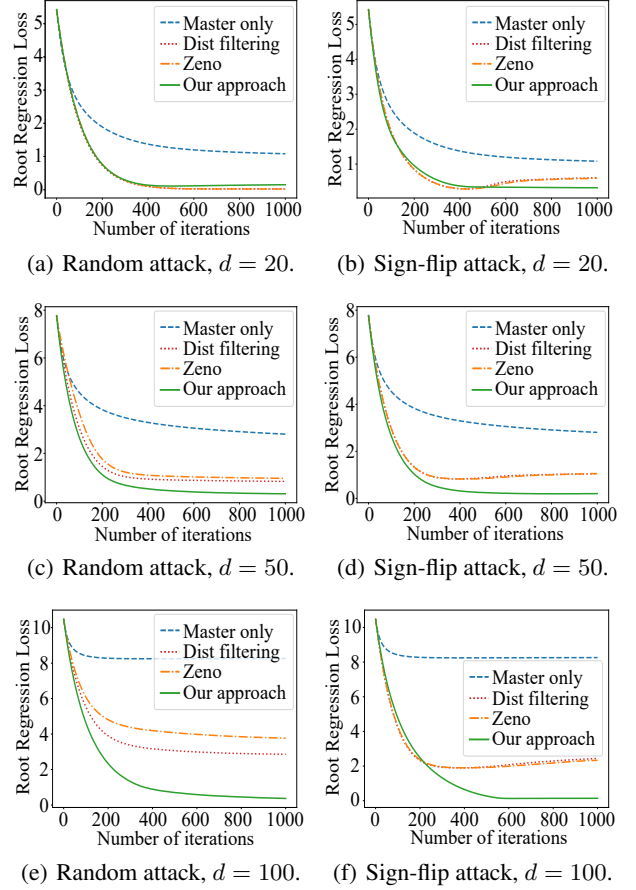 Root Regression Loss
5
4
3
2
1
0
Master only
Dist filtering
Zeno
Our approach
0 200 400 600 800 1000
Number of iterations
(a) Random attack, d = 20.
Root Regression Loss
5
4
3
2
1
Master only
Dist filtering
Zeno
Our approach
0 200 400 600 800 1000
Number of iterations
(b) Sign-flip attack, d = 20.
Root Regression Loss
8
6
4
2
0
Master only
Dist filtering
Zeno
Our approach
0 200 400 600 800 1000
Number of iterations
(c) Random attack, d = 50.
Root Regression Loss
8
6
4
2
0
Master only
Dist filtering
Zeno
Our approach
0 200 400 600 800 1000
Number of iterations
(d) Sign-flip attack, d = 50.
Root Regression Loss
10
8
6
4
2
0
Master only
Dist filtering
Zeno
Our approach
0 200 400 600 800 1000
Number of iterations
(e) Random attack, d = 100.
Root Regression Loss
10
8
6
4
2
0
Master only
Dist filtering
Zeno
Our approach
0 200 400 600 800 1000
Number of iterations
(f) Sign-flip attack, d = 100.